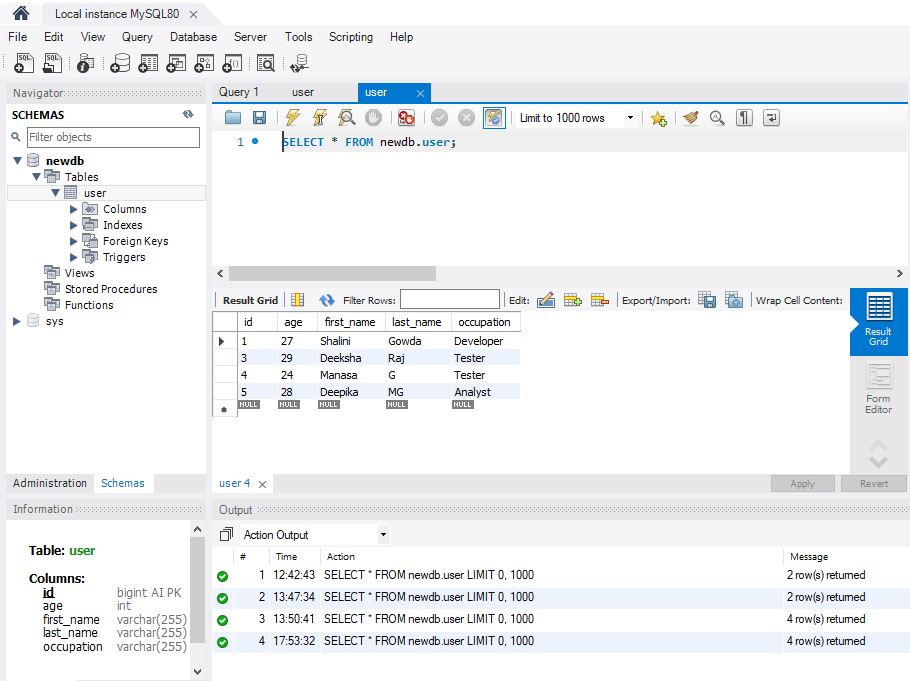 Local instance MySQL80
File Edit View Query Database Server Tools Scripting Help
Navigator
SCHEMAS
Filter objects
newdb
Tables
user
Columns
Indexes
Foreign Keys
Triggers
Views
Stored Procedures
Functions
sys
Administration Schemas
Information
Table: user
Columns:
id bigint AI PK
age int
first_name varchar(255)
last_name varchar(255)
occupation varchar(255)
Query 1 user user
Limit to 1000 rows
1 SELECT * FROM newdb.user;
Result Grid Filter Rows: Edit: Export/Import: Wrap Cell Content:
id age first_name last_name occupation
1 27 Shalini Gowda Developer
3 29 Deeksha Raj Tester
4 24 Manasa G Tester
5 28 Deepika MG Analyst
NULL NULL NULL NULL NULL
Result
Grid
Form
Editor
user 4 Apply Revert
Output
Action Output
# Time Action Message
1 12:42:43 SELECT * FROM newdb.user LIMIT 0, 1000 2 row(s) returned
2 13:47:34 SELECT * FROM newdb.user LIMIT 0, 1000 2 row(s) returned
3 13:50:41 SELECT * FROM newdb.user LIMIT 0, 1000 4 row(s) returned
4 17:53:32 SELECT * FROM newdb.user LIMIT 0, 1000 4 row(s) returned